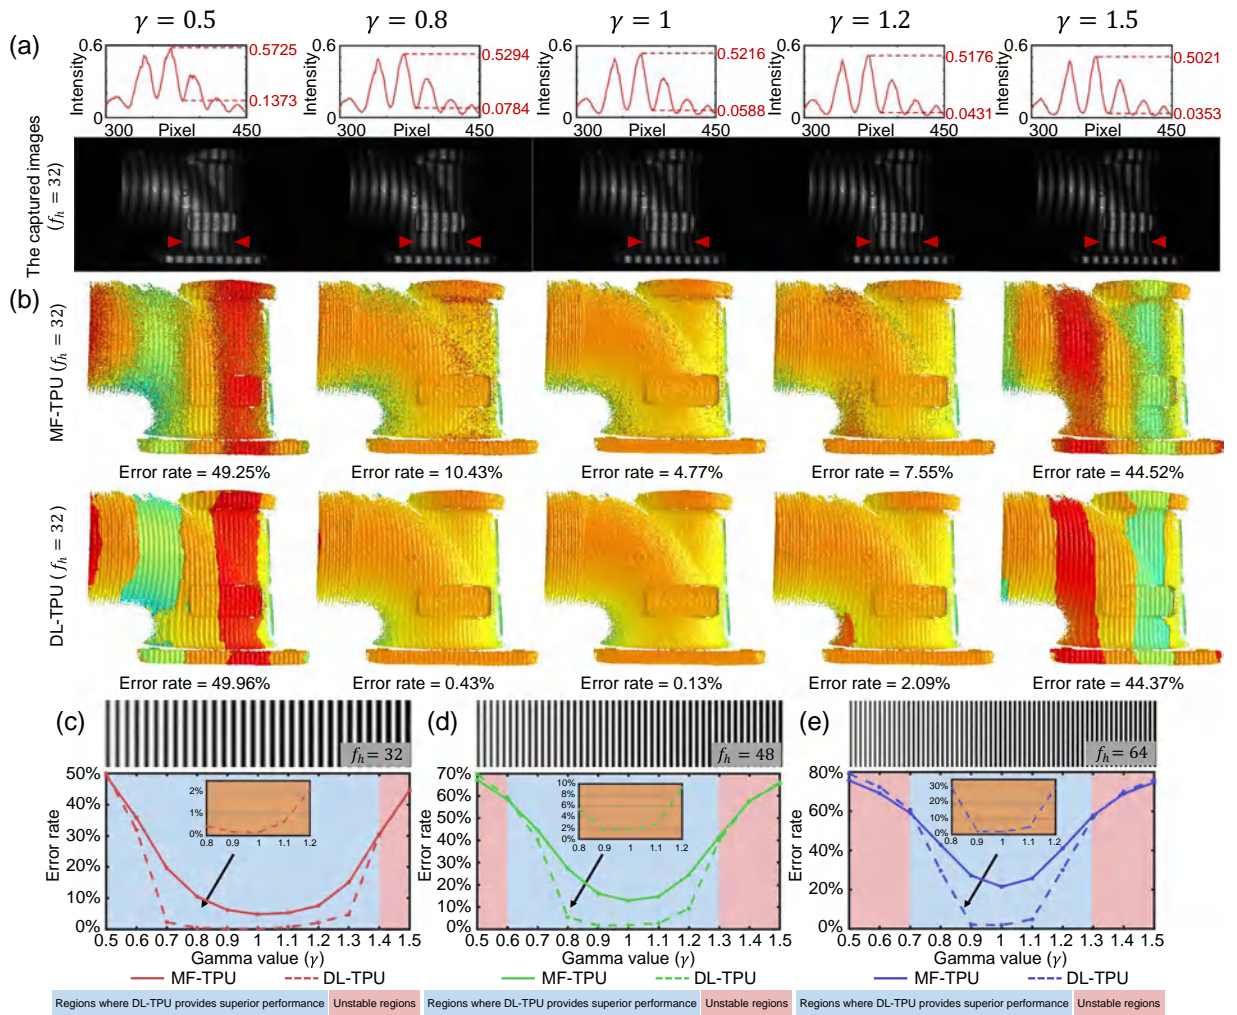 γ = 0.5 γ = 0.8 γ = 1 γ = 1.2 γ = 1.5
(a)
Intensity 0.6 0 300 Pixel 450 0.5725 0.1373
Intensity 0.6 0 300 Pixel 450 0.5294 0.0784
Intensity 0.6 0 300 Pixel 450 0.5216 0.0588
Intensity 0.6 0 300 Pixel 450 0.5176 0.0431
Intensity 0.6 0 300 Pixel 450 0.5021 0.0353
The captured images
(f_h = 32)
(b)
MF-TPU (f_h = 32)
Error rate = 49.25% Error rate = 10.43% Error rate = 4.77% Error rate = 7.55% Error rate = 44.52%
DL-TPU (f_h = 32)
Error rate = 49.96% Error rate = 0.43% Error rate = 0.13% Error rate = 2.09% Error rate = 44.37%
(c)
f_h = 32
Error rate
50%
40%
30%
20%
10%
0%
2%
1%
0%
0.8 0.9 1 1.1 1.2
0.5 0.6 0.7 0.8 0.9 1 1.1 1.2 1.3 1.4 1.5
Gamma value (γ)
MF-TPU DL-TPU
Regions where DL-TPU provides superior performance Unstable regions
(d)
f_h = 48
Error rate
70%
60%
50%
40%
30%
20%
10%
0%
10%
8%
6%
4%
2%
0%
0.8 0.9 1 1.1 1.2
0.5 0.6 0.7 0.8 0.9 1 1.1 1.2 1.3 1.4 1.5
Gamma value (γ)
MF-TPU DL-TPU
Regions where DL-TPU provides superior performance Unstable regions
(e)
f_h = 64
Error rate
80%
60%
40%
20%
0%
30%
20%
10%
0%
0.8 0.9 1 1.1 1.2
0.5 0.6 0.7 0.8 0.9 1 1.1 1.2 1.3 1.4 1.5
Gamma value (γ)
MF-TPU DL-TPU
Regions where DL-TPU provides superior performance Unstable regions